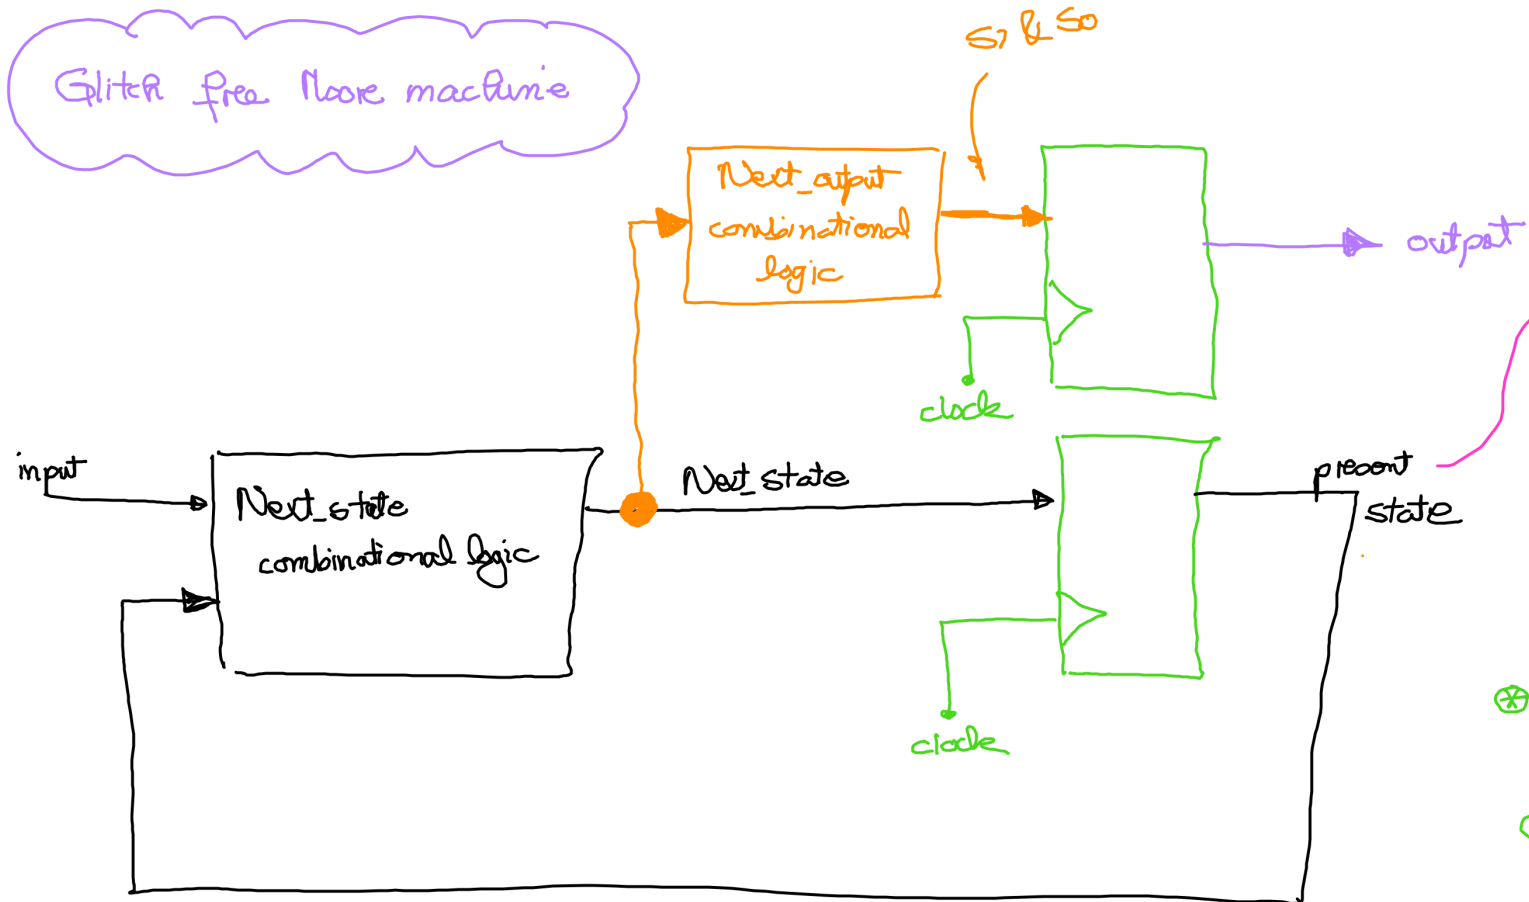 Glitch free Moore machine
S1 & S0
Next_output
combinational
logic
output
clock
input
Next_state
combinational logic
Next_state
present
state
clock